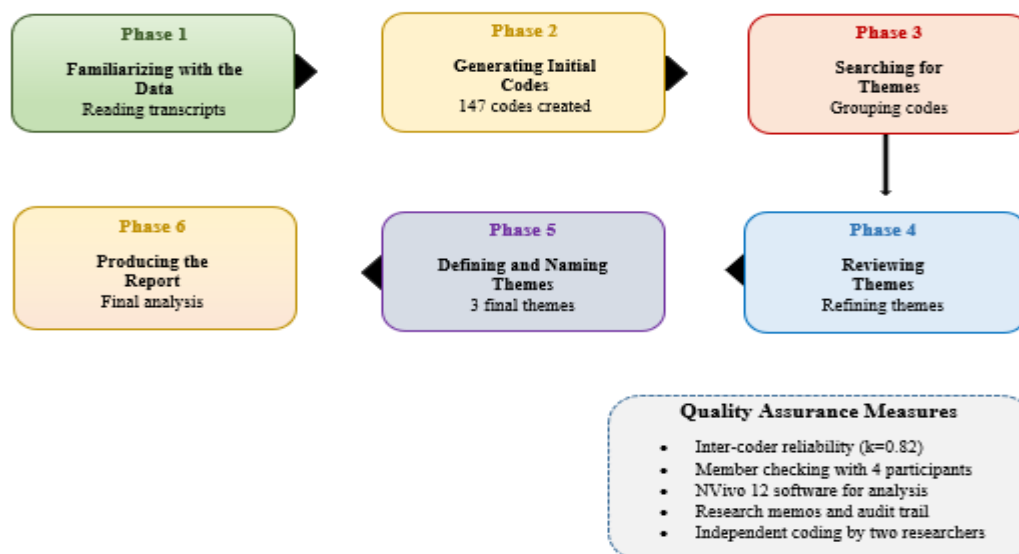 Phase 1
Familiarizing with the
Data
Reading transcripts
Phase 2
Generating Initial
Codes
147 codes created
Phase 3
Searching for
Themes
Grouping codes
Phase 4
Reviewing
Themes
Refining themes
Phase 5
Defining and Naming
Themes
3 final themes
Phase 6
Producing the
Report
Final analysis
Quality Assurance Measures
• Inter-coder reliability (k=0.82)
• Member checking with 4 participants
• NVivo 12 software for analysis
• Research memos and audit trail
• Independent coding by two researchers